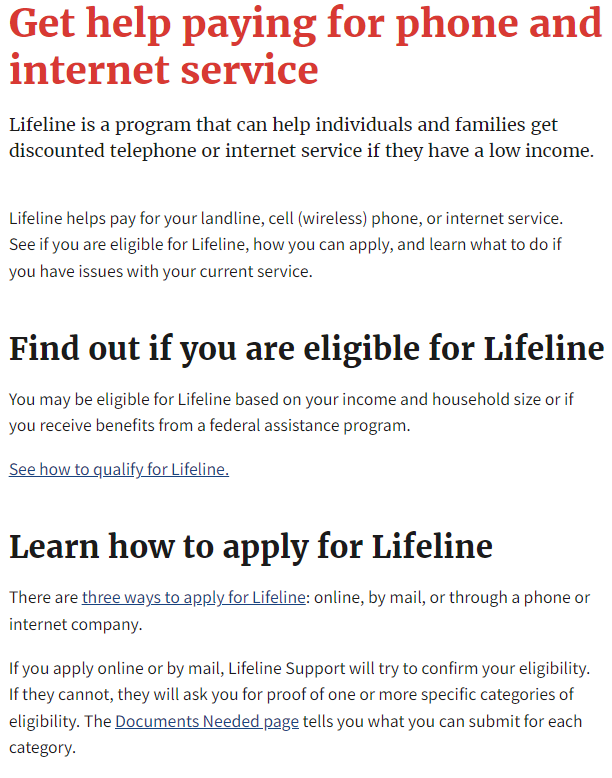 Get help paying for phone and
internet service
Lifeline is a program that can help individuals and families get
discounted telephone or internet service if they have a low income.
Lifeline helps pay for your landline, cell (wireless) phone, or internet service.
See if you are eligible for Lifeline, how you can apply, and learn what to do if
you have issues with your current service.
Find out if you are eligible for Lifeline
You may be eligible for Lifeline based on your income and household size or if
you receive benefits from a federal assistance program.
See how to qualify for Lifeline.
Learn how to apply for Lifeline
There are three ways to apply for Lifeline: online, by mail, or through a phone or
internet company.
If you apply online or by mail, Lifeline Support will try to confirm your eligibility.
If they cannot, they will ask you for proof of one or more specific categories of
eligibility. The Documents Needed page tells you what you can submit for each
category.